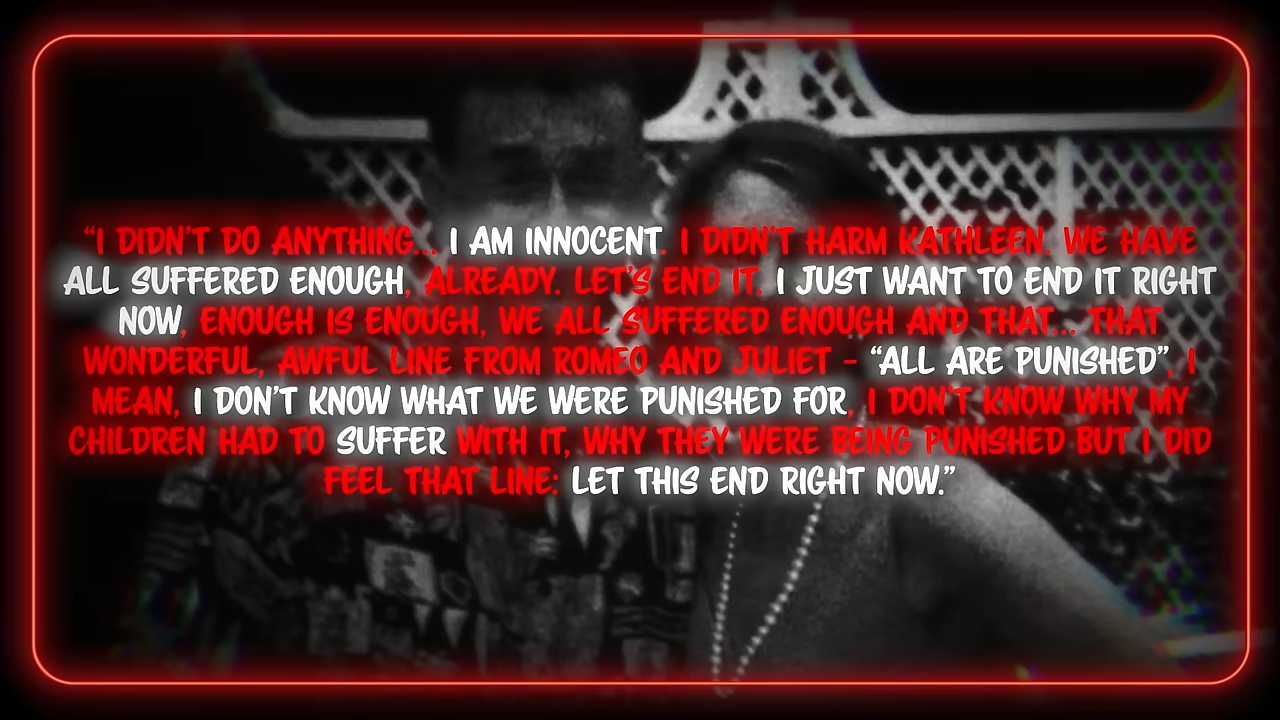 “I DIDN’T DO ANYTHING... I AM INNOCENT. I DIDN’T HARM KATHLEEN. WE HAVE
ALL SUFFERED ENOUGH, ALREADY. LET’S END IT. I JUST WANT TO END IT RIGHT
NOW, ENOUGH IS ENOUGH, WE ALL SUFFERED ENOUGH AND THAT... THAT
WONDERFUL, AWFUL LINE FROM ROMEO AND JULIET - “ALL ARE PUNISHED”, I
MEAN, I DON’T KNOW WHAT WE WERE PUNISHED FOR, I DON’T KNOW WHY MY
CHILDREN HAD TO SUFFER WITH IT, WHY THEY WERE BEING PUNISHED BUT I DID
FEEL THAT LINE: LET THIS END RIGHT NOW.”